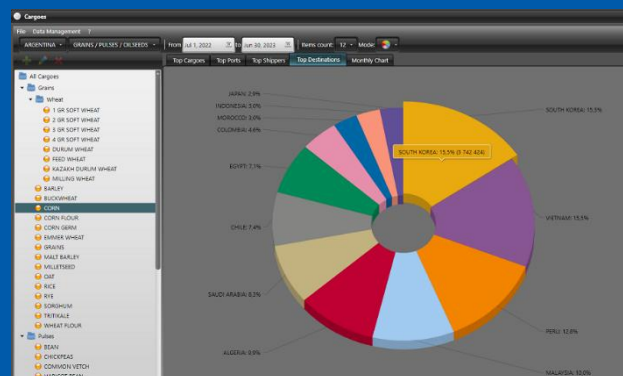 Cargoes
File Data Management ?
ARGENTINA GRAINS / PULSES / OILSEEDS From Jul 1, 2022 to Jun 30, 2023 Items count: 12 Mode:
Top Cargoes Top Ports Top Shippers Top Destinations Monthly Chart
All Cargoes
Grains
Wheat
1 GR SOFT WHEAT
2 GR SOFT WHEAT
3 GR SOFT WHEAT
4 GR SOFT WHEAT
DURUM WHEAT
FEED WHEAT
KAZAKH DURUM WHEAT
MILLING WHEAT
BARLEY
BUCKWHEAT
CORN
CORN FLOUR
CORN GERM
EMMER WHEAT
GRAINS
MALT BARLEY
MILLETSEED
OAT
RICE
RYE
SORGHUM
TRITIKALE
WHEAT FLOUR
Pulses
BEAN
CHICKPEAS
COMMON VETCH
JAPAN: 2,9%
INDONESIA: 3,0%
MOROCCO: 3,0%
COLOMBIA: 4,6%
EGYPT: 7,1%
CHILE: 7,4%
SAUDI ARABIA: 8,3%
ALGERIA: 9,9%
SOUTH KOREA: 15,5%
SOUTH KOREA: 15,5% (5 742 424)
VIETNAM: 15,5%
PERU: 12,8%
MALAYSIA: 10,0%